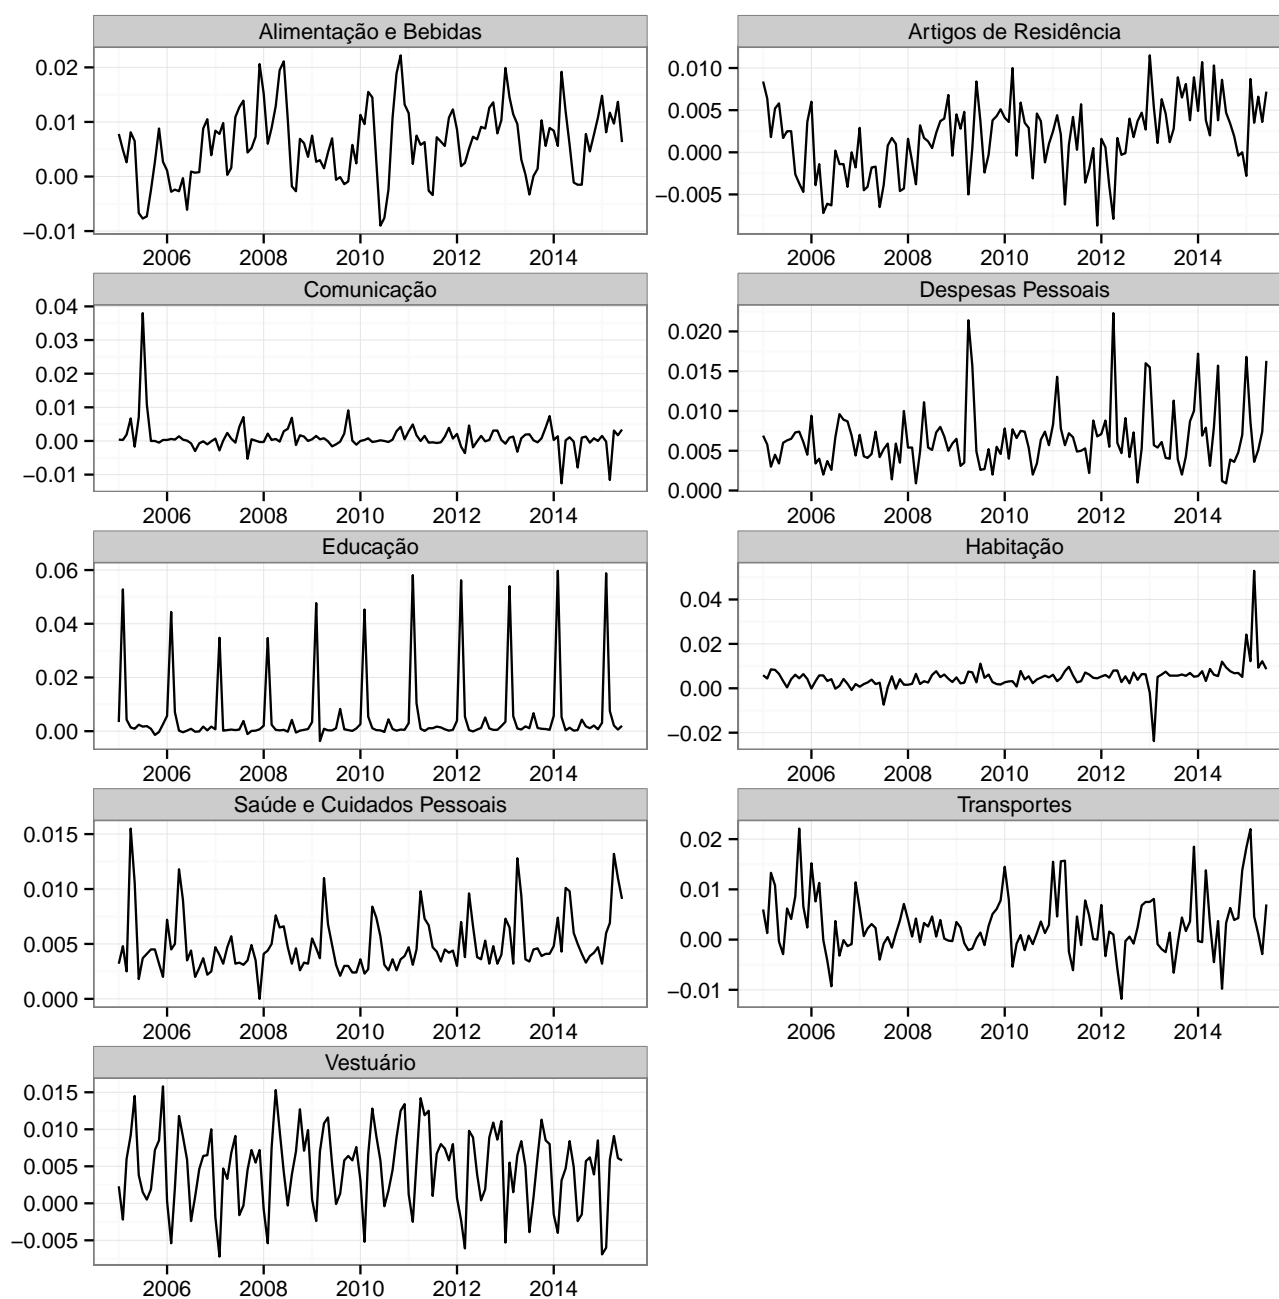 Alimentação e Bebidas
0.02
0.01
0.00
−0.01
2006 2008 2010 2012 2014
Artigos de Residência
0.010
0.005
0.000
−0.005
2006 2008 2010 2012 2014
Comunicação
0.04
0.03
0.02
0.01
0.00
−0.01
2006 2008 2010 2012 2014
Despesas Pessoais
0.020
0.015
0.010
0.005
0.000
2006 2008 2010 2012 2014
Educação
0.06
0.04
0.02
0.00
2006 2008 2010 2012 2014
Habitação
0.04
0.02
0.00
−0.02
2006 2008 2010 2012 2014
Saúde e Cuidados Pessoais
0.015
0.010
0.005
0.000
2006 2008 2010 2012 2014
Transportes
0.02
0.01
0.00
−0.01
2006 2008 2010 2012 2014
Vestuário
0.015
0.010
0.005
0.000
−0.005
2006 2008 2010 2012 2014